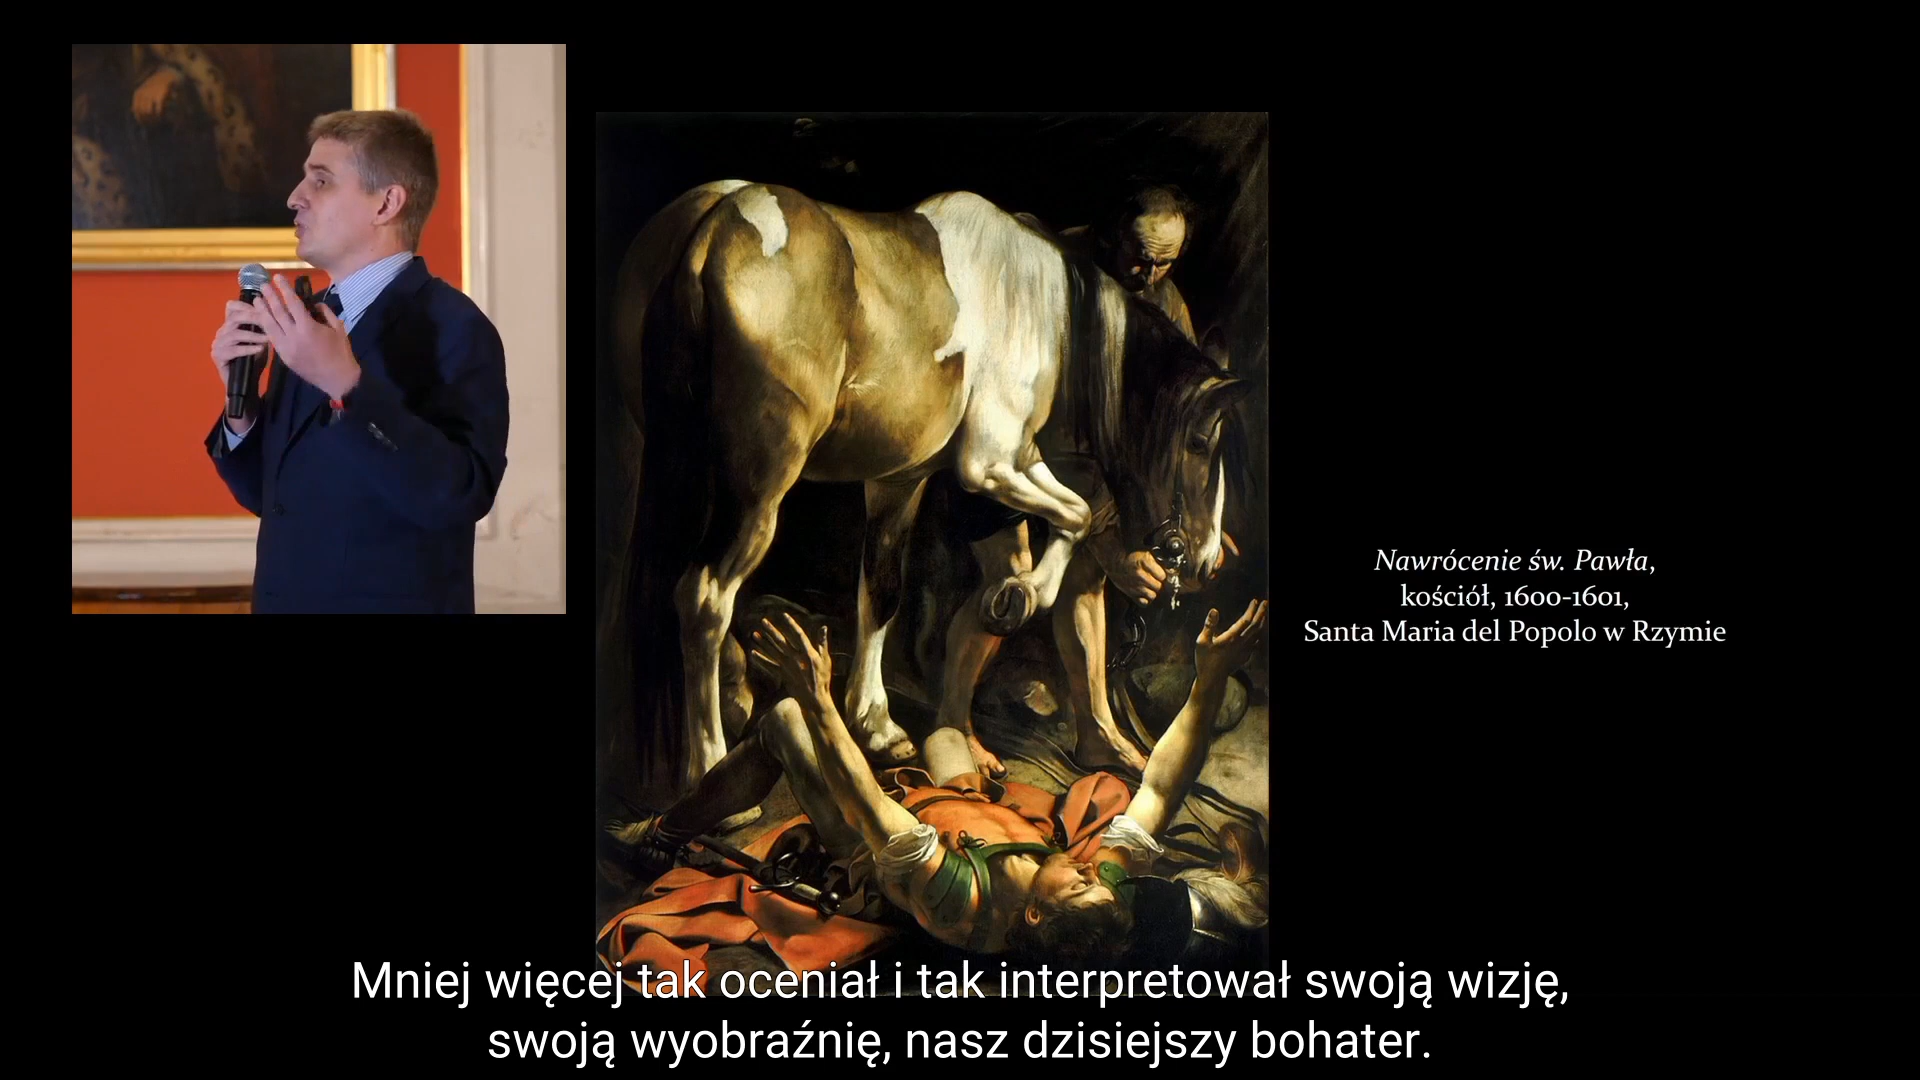 Nawrócenie św. Pawła,
kościół, 1600-1601,
Santa Maria del Popolo w Rzymie
Mniej więcej tak oceniał i tak interpretował swoją wizję,
swoją wyobraźnię, nasz dzisiejszy bohater.